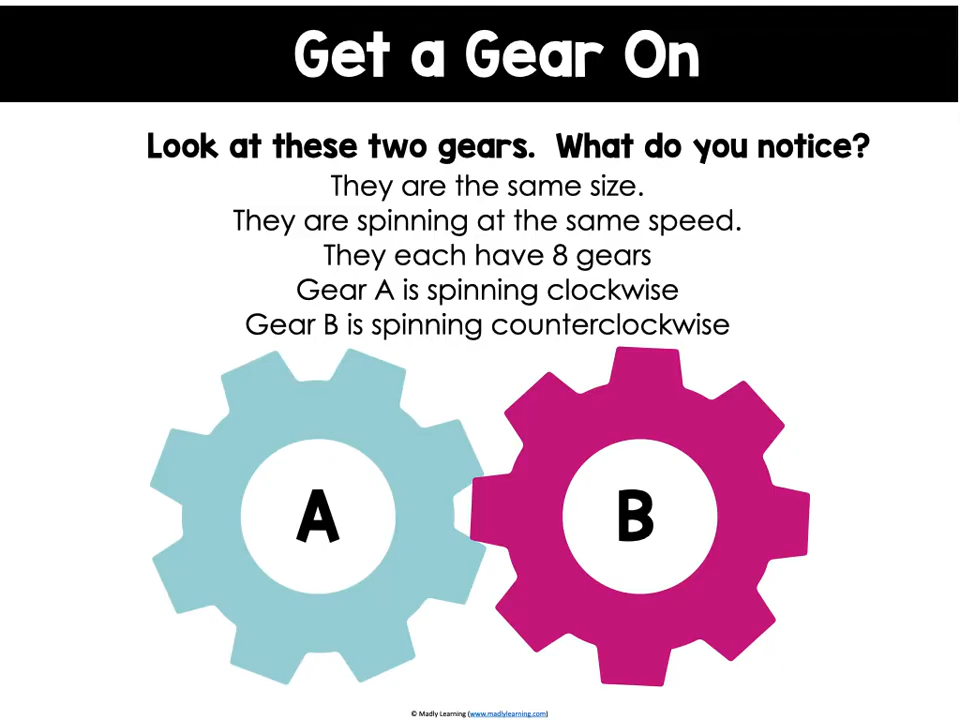 Get a Gear On
Look at these two gears.  What do you notice?
They are the same size.
They are spinning at the same speed.
They each have 8 gears
Gear A is spinning clockwise
Gear B is spinning counterclockwise
A
B
© Madly Learning (www.madlylearning.com)